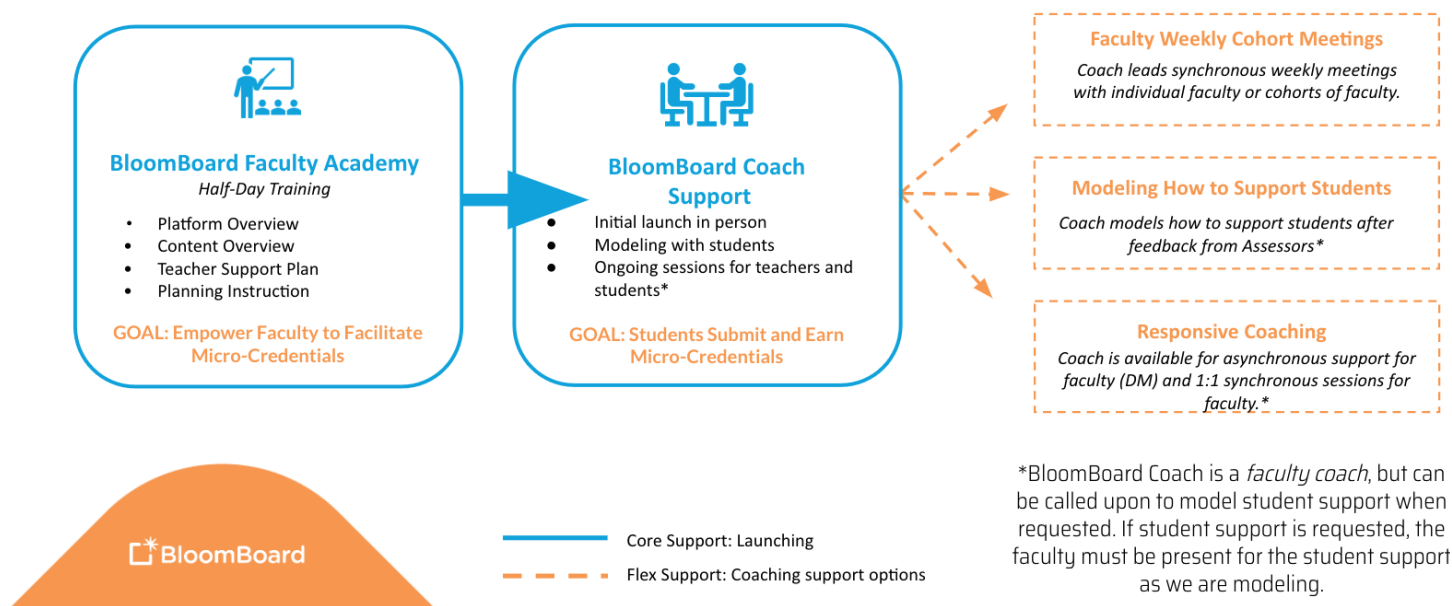 BloomBoard Faculty Academy
Half-Day Training
• Platform Overview
• Content Overview
• Teacher Support Plan
• Planning Instruction
GOAL: Empower Faculty to Facilitate
Micro-Credentials
BloomBoard Coach
Support
● Initial launch in person
● Modeling with students
● Ongoing sessions for teachers and
students*
GOAL: Students Submit and Earn
Micro-Credentials
Faculty Weekly Cohort Meetings
Coach leads synchronous weekly meetings
with individual faculty or cohorts of faculty.
Modeling How to Support Students
Coach models how to support students after
feedback from Assessors*
Responsive Coaching
Coach is available for asynchronous support for
faculty (DM) and 1:1 synchronous sessions for
faculty.*
BloomBoard
Core Support: Launching
Flex Support: Coaching support options
*BloomBoard Coach is a faculty coach, but can
be called upon to model student support when
requested. If student support is requested, the
faculty must be present for the student support
as we are modeling.